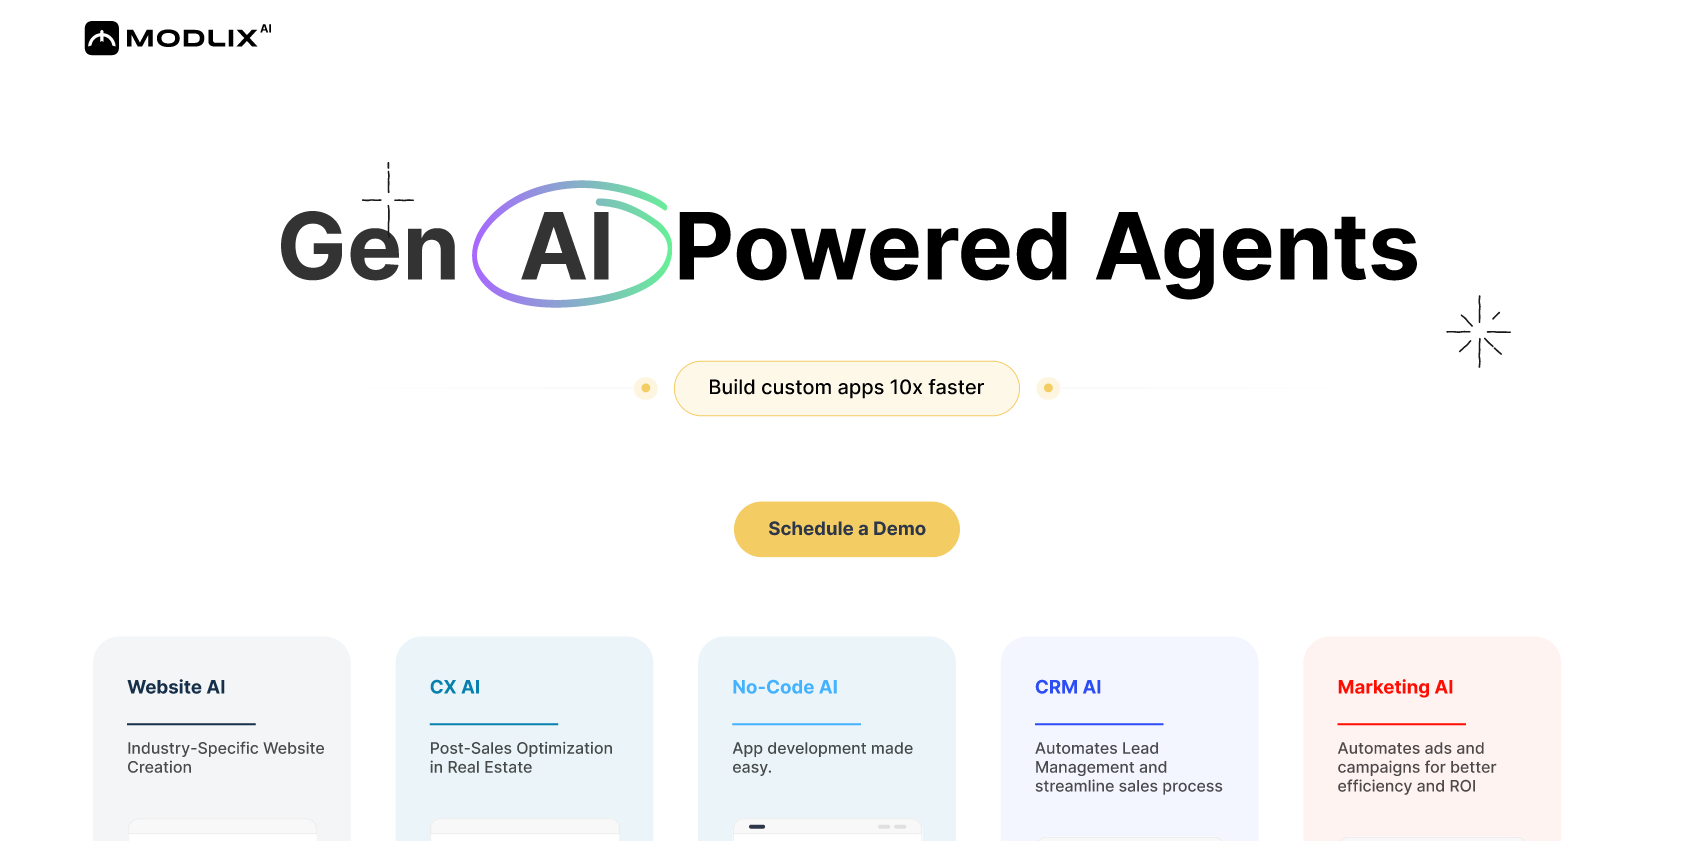 MODLIX AI
Gen AI Powered Agents
Build custom apps 10x faster
Schedule a Demo
Website AI
Industry-Specific Website
Creation
CX AI
Post-Sales Optimization
in Real Estate
No-Code AI
App development made
easy.
CRM AI
Automates Lead
Management and
streamline sales process
Marketing AI
Automates ads and
campaigns for better
efficiency and ROI